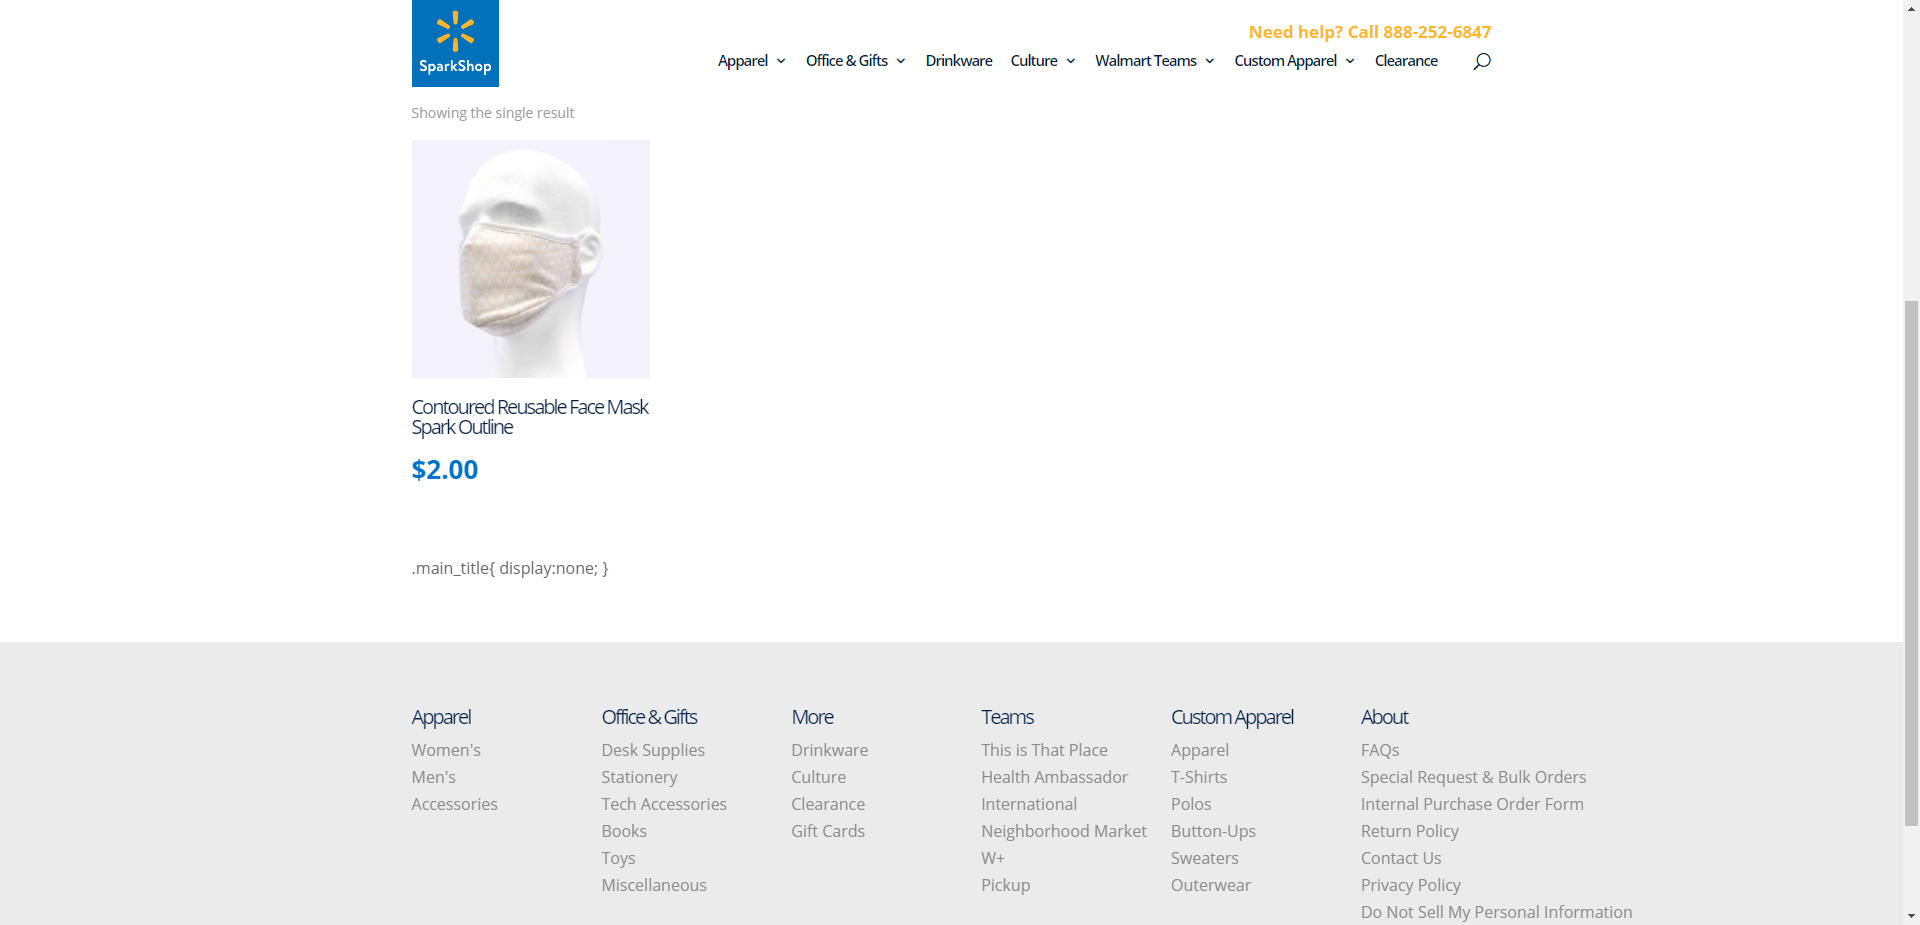 SparkShop
Need help? Call 888-252-6847
Apparel Office & Gifts Drinkware Culture Walmart Teams Custom Apparel Clearance
Showing the single result
Contoured Reusable Face Mask
Spark Outline
$2.00
.main_title{ display:none; }
Apparel
Women's
Men's
Accessories
Office & Gifts
Desk Supplies
Stationery
Tech Accessories
Books
Toys
Miscellaneous
More
Drinkware
Culture
Clearance
Gift Cards
Teams
This is That Place
Health Ambassador
International
Neighborhood Market
W+
Pickup
Custom Apparel
Apparel
T-Shirts
Polos
Button-Ups
Sweaters
Outerwear
About
FAQs
Special Request & Bulk Orders
Internal Purchase Order Form
Return Policy
Contact Us
Privacy Policy
Do Not Sell My Personal Information